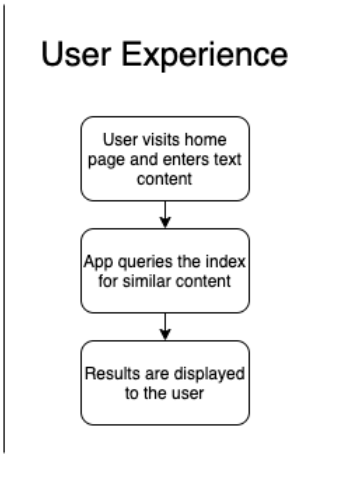 User Experience
User visits home
page and enters text
content
App queries the index
for similar content
Results are displayed
to the user